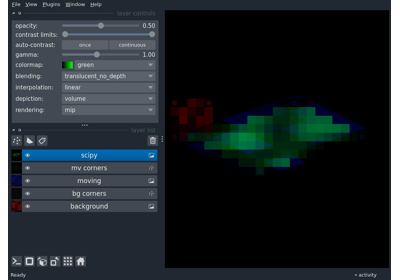 File View Plugins Window Help
layer controls
opacity: 0.50
contrast limits:
auto-contrast: once continuous
gamma: 1.00
colormap: green
blending: translucent_no_depth
interpolation: linear
depiction: volume
rendering: mip
layer list
scipy
mv corners
moving
bg corners
background
Ready activity